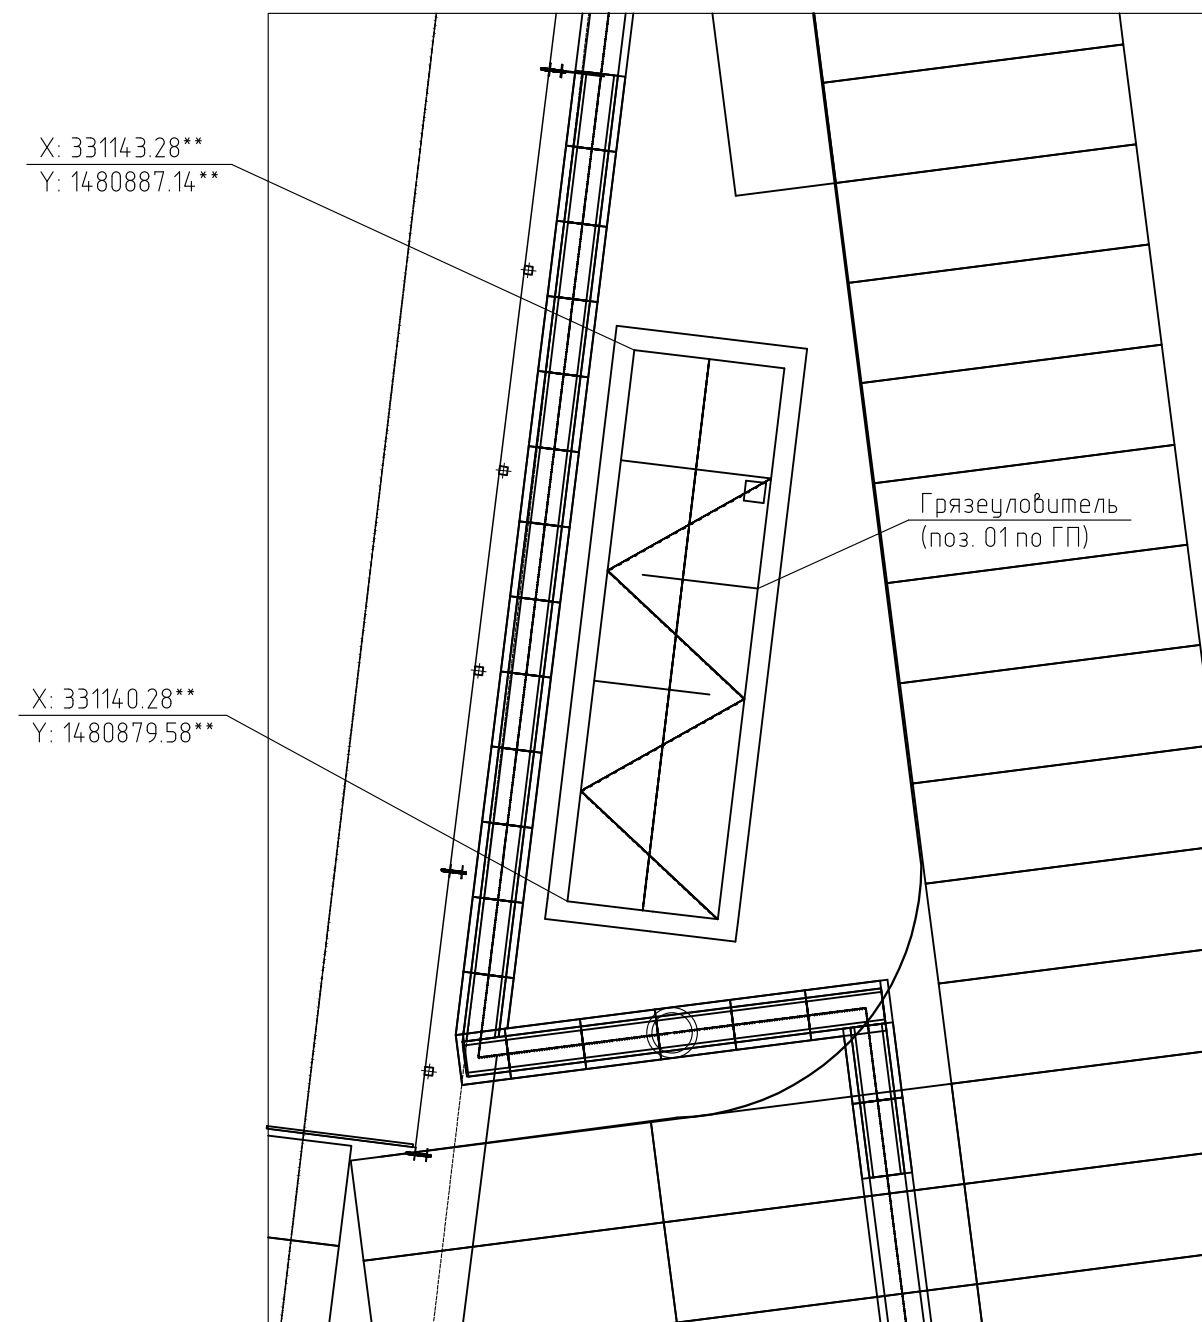 X: 331143.28**
Y: 1480887.14**
Грязеуловитель
(поз. 01 по ГП)
X: 331140.28**
Y: 1480879.58**